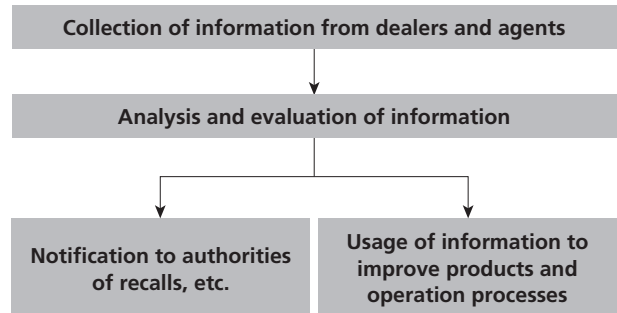 Collection of information from dealers and agents
Analysis and evaluation of information
Notification to authorities
of recalls, etc.
Usage of information to
improve products and
operation processes